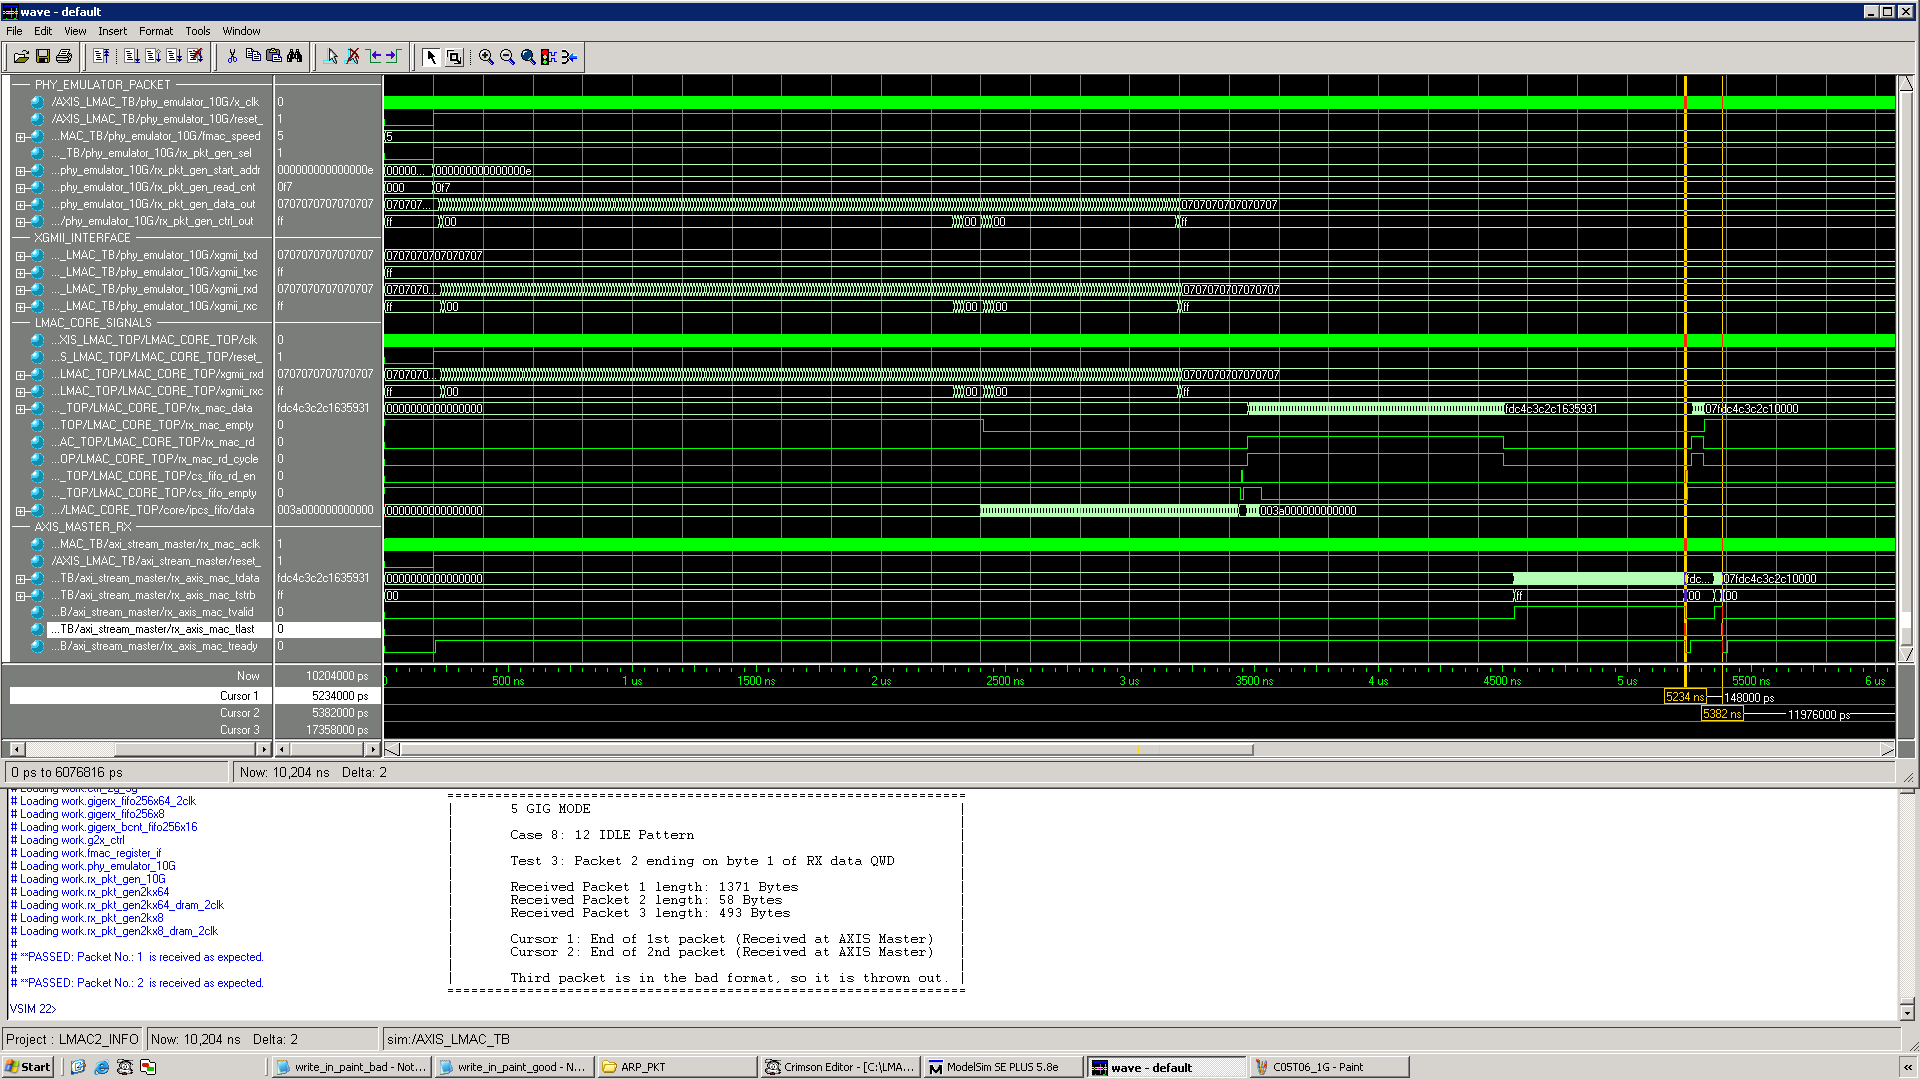 wave - default
File Edit View Insert Format Tools Window
PHY_EMULATOR_PACKET
/AXIS_LMAC_TB/phy_emulator_10G/x_clk 0
/AXIS_LMAC_TB/phy_emulator_10G/reset_ 1
...MAC_TB/phy_emulator_10G/fmac_speed 5 5
..._TB/phy_emulator_10G/rx_pkt_gen_sel 1
...phy_emulator_10G/rx_pkt_gen_start_addr 000000000000000e 00000... 000000000000000e
...phy_emulator_10G/rx_pkt_gen_read_cnt 0f7 000 0f7
...phy_emulator_10G/rx_pkt_gen_data_out 0707070707070707 070707... 0707070707070707
.../phy_emulator_10G/rx_pkt_gen_ctrl_out ff ff 00 00 00 ff
XGMII_INTERFACE
..._LMAC_TB/phy_emulator_10G/xgmii_txd 0707070707070707 0707070707070707
..._LMAC_TB/phy_emulator_10G/xgmii_txc ff ff
..._LMAC_TB/phy_emulator_10G/xgmii_rxd 0707070707070707 0707070... 0707070707070707
..._LMAC_TB/phy_emulator_10G/xgmii_rxc ff ff 00 00 00 ff
LMAC_CORE_SIGNALS
...XIS_LMAC_TOP/LMAC_CORE_TOP/clk 0
...S_LMAC_TOP/LMAC_CORE_TOP/reset_ 1
...LMAC_TOP/LMAC_CORE_TOP/xgmii_rxd 0707070707070707 0707070... 0707070707070707
...LMAC_TOP/LMAC_CORE_TOP/xgmii_rxc ff ff 00 00 00 ff
..._TOP/LMAC_CORE_TOP/rx_mac_data fdc4c3c2c1635931 0000000000000000 fdc4c3c2c1635931 07fdc4c3c2c10000
...TOP/LMAC_CORE_TOP/rx_mac_empty 0
...AC_TOP/LMAC_CORE_TOP/rx_mac_rd 0
...OP/LMAC_CORE_TOP/rx_mac_rd_cycle 0
..._TOP/LMAC_CORE_TOP/cs_fifo_rd_en 0
..._TOP/LMAC_CORE_TOP/cs_fifo_empty 0
.../LMAC_CORE_TOP/core/ipcs_fifo/data 003a000000000000 0000000000000000 003a000000000000
AXIS_MASTER_RX
...MAC_TB/axi_stream_master/rx_mac_aclk 1
/AXIS_LMAC_TB/axi_stream_master/reset_ 1
...TB/axi_stream_master/rx_axis_mac_tdata fdc4c3c2c1635931 0000000000000000 fdc... 07fdc4c3c2c10000
...TB/axi_stream_master/rx_axis_mac_tstrb ff 00 ff 00 00
...B/axi_stream_master/rx_axis_mac_tvalid 0
...TB/axi_stream_master/rx_axis_mac_tlast 0
...B/axi_stream_master/rx_axis_mac_tready 0
Now 10204000 ps 0 500 ns 1 us 1500 ns 2 us 2500 ns 3 us 3500 ns 4 us 4500 ns 5 us 5500 ns 6 us
Cursor 1 5234000 ps 5234 ns 148000 ps
Cursor 2 5382000 ps 5382 ns 11976000 ps
Cursor 3 17358000 ps
0 ps to 6076816 ps Now: 10,204 ns Delta: 2
# Loading work.ctrl_2g_5g
# Loading work.gigerx_fifo256x64_2clk
# Loading work.gigerx_fifo256x8
# Loading work.gigerx_bcnt_fifo256x16
# Loading work.g2x_ctrl
# Loading work.fmac_register_if
# Loading work.phy_emulator_10G
# Loading work.rx_pkt_gen_10G
# Loading work.rx_pkt_gen2kx64
# Loading work.rx_pkt_gen2kx64_dram_2clk
# Loading work.rx_pkt_gen2kx8
# Loading work.rx_pkt_gen2kx8_dram_2clk
#
# **PASSED: Packet No.: 1 is received as expected.
#
# **PASSED: Packet No.: 2 is received as expected.
VSIM 22>
5 GIG MODE
Case 8: 12 IDLE Pattern
Test 3: Packet 2 ending on byte 1 of RX data QWD
Received Packet 1 length: 1371 Bytes
Received Packet 2 length: 58 Bytes
Received Packet 3 length: 493 Bytes
Cursor 1: End of 1st packet (Received at AXIS Master)
Cursor 2: End of 2nd packet (Received at AXIS Master)
Third packet is in the bad format, so it is thrown out.
Project : LMAC2_INFO Now: 10,204 ns Delta: 2 sim:/AXIS_LMAC_TB
Start write_in_paint_bad - Not... write_in_paint_good - N... ARP_PKT Crimson Editor - [C:\LMA... ModelSim SE PLUS 5.8e wave - default C05T06_1G - Paint